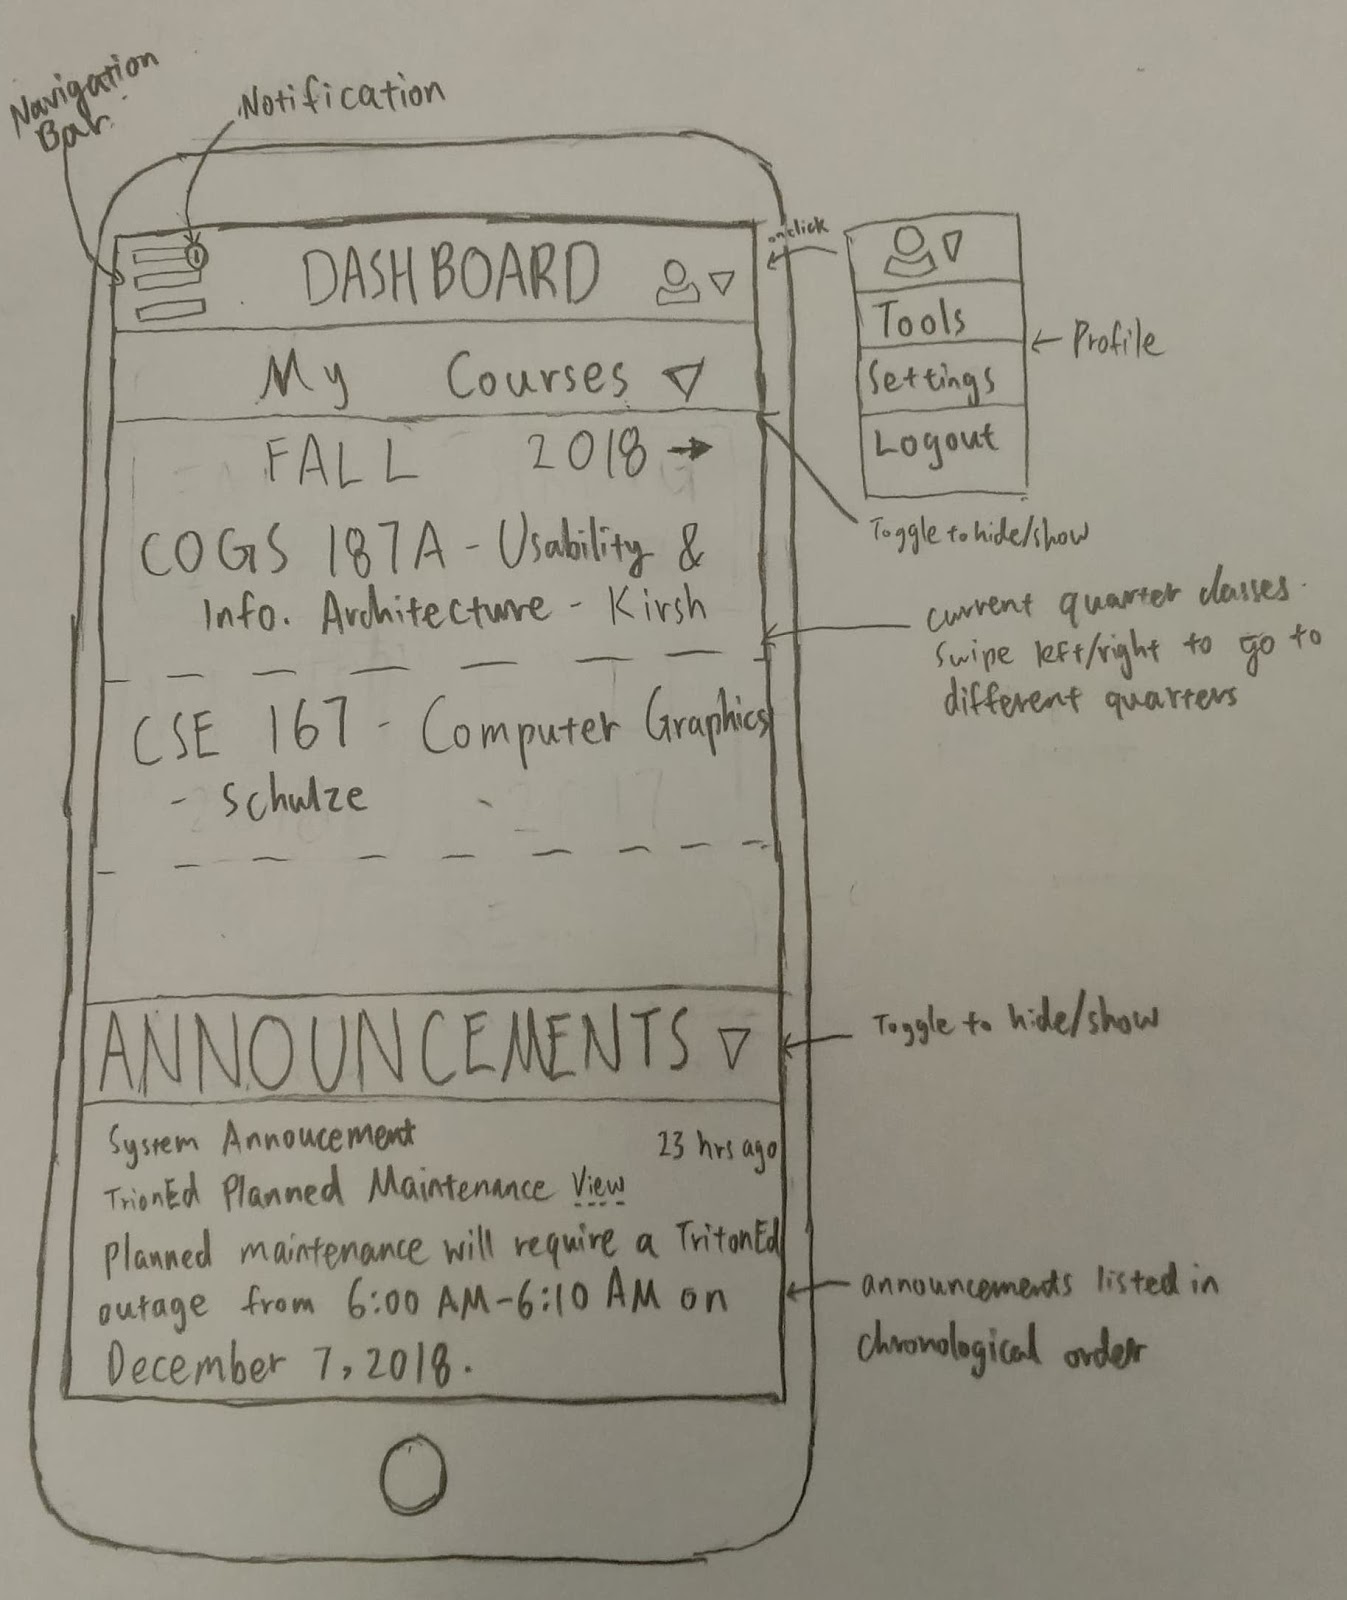 Navigation
Bar
Notification
DASHBOARD
onclick
Tools
Settings
Logout
Profile
My Courses
FALL 2018 →
Toggle to hide/show
COGS 187A - Usability &
Info. Architecture - Kirsh
current quarter classes.
Swipe left/right to go to
different quarters
CSE 167 - Computer Graphics
- Schulze
ANNOUNCEMENTS
Toggle to hide/show
System Annoucement
23 hrs ago
TrionEd Planned Maintenance View
Planned maintenance will require a TritonEd
outage from 6:00 AM-6:10 AM on
December 7, 2018.
announcements listed in
chronological order